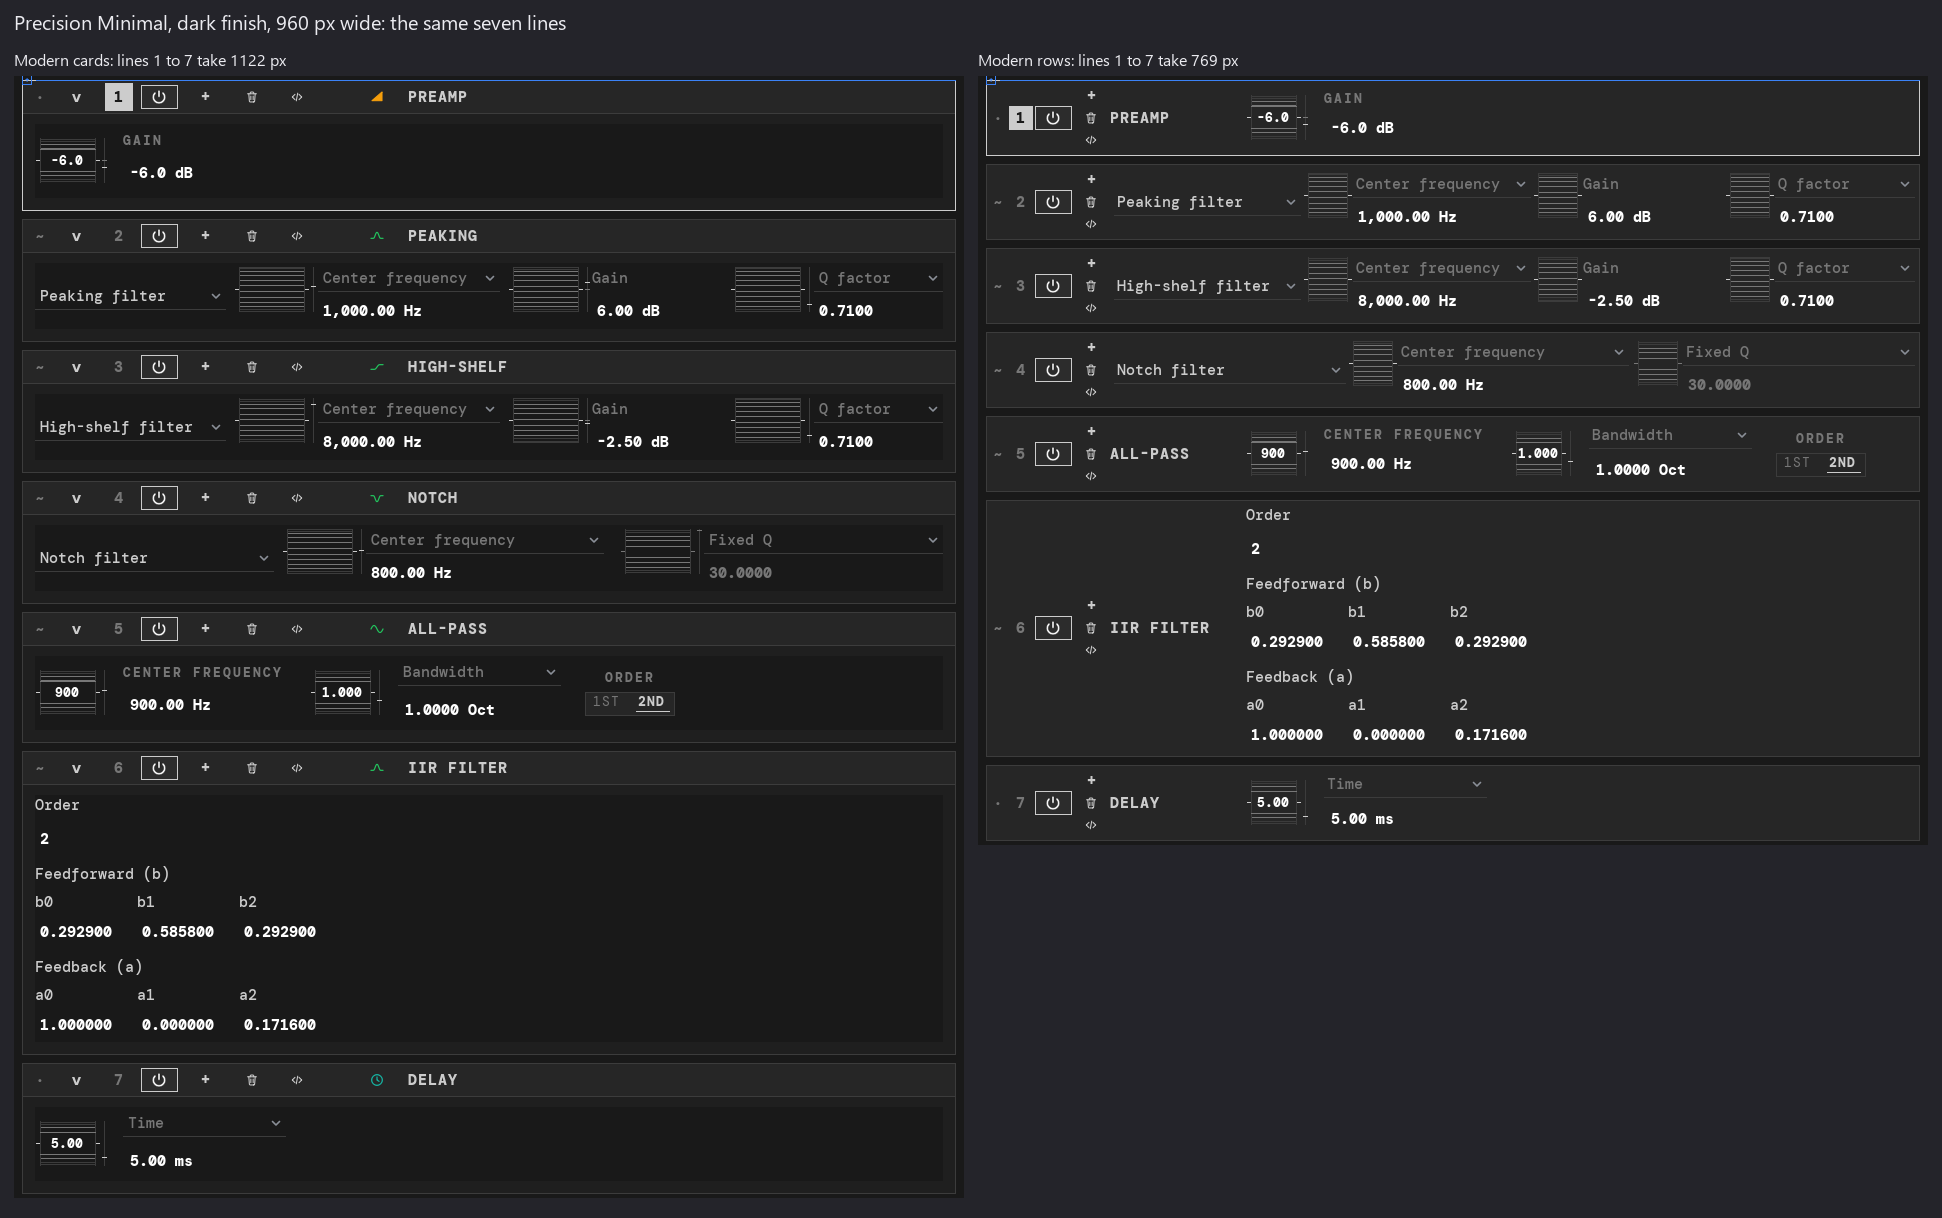 Precision Minimal, dark finish, 960 px wide: the same seven lines
Modern cards: lines 1 to 7 take 1122 px
v 1 + </> PREAMP
GAIN
-6.0
-6.0 dB
~ v 2 + </> PEAKING
Peaking filter
Center frequency
1,000.00 Hz
Gain
6.00 dB
Q factor
0.7100
~ v 3 + </> HIGH-SHELF
High-shelf filter
Center frequency
8,000.00 Hz
Gain
-2.50 dB
Q factor
0.7100
~ v 4 + </> NOTCH
Notch filter
Center frequency
800.00 Hz
Fixed Q
30.0000
~ v 5 + </> ALL-PASS
900
CENTER FREQUENCY
900.00 Hz
1.000
Bandwidth
1.0000 Oct
ORDER
1ST 2ND
~ v 6 + </> IIR FILTER
Order
2
Feedforward (b)
b0 b1 b2
0.292900 0.585800 0.292900
Feedback (a)
a0 a1 a2
1.000000 0.000000 0.171600
v 7 + </> DELAY
5.00
Time
5.00 ms
Modern rows: lines 1 to 7 take 769 px
1 + </> PREAMP
-6.0
GAIN
-6.0 dB
~ 2 + </>
Peaking filter
Center frequency
1,000.00 Hz
Gain
6.00 dB
Q factor
0.7100
~ 3 + </>
High-shelf filter
Center frequency
8,000.00 Hz
Gain
-2.50 dB
Q factor
0.7100
~ 4 + </>
Notch filter
Center frequency
800.00 Hz
Fixed Q
30.0000
~ 5 + </> ALL-PASS
900
CENTER FREQUENCY
900.00 Hz
1.000
Bandwidth
1.0000 Oct
ORDER
1ST 2ND
~ 6 + </> IIR FILTER
Order
2
Feedforward (b)
b0 b1 b2
0.292900 0.585800 0.292900
Feedback (a)
a0 a1 a2
1.000000 0.000000 0.171600
7 + </> DELAY
5.00
Time
5.00 ms